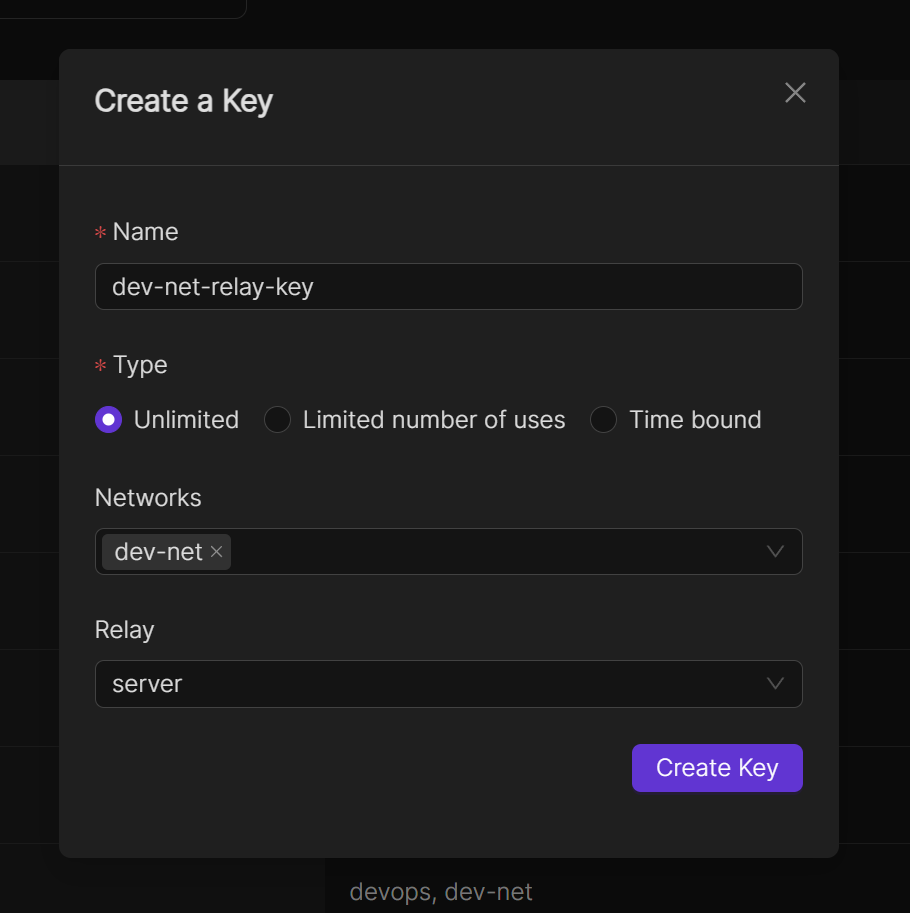 Create a Key
* Name
dev-net-relay-key
* Type
Unlimited Limited number of uses Time bound
Networks
dev-net
Relay
server
Create Key
devops, dev-net